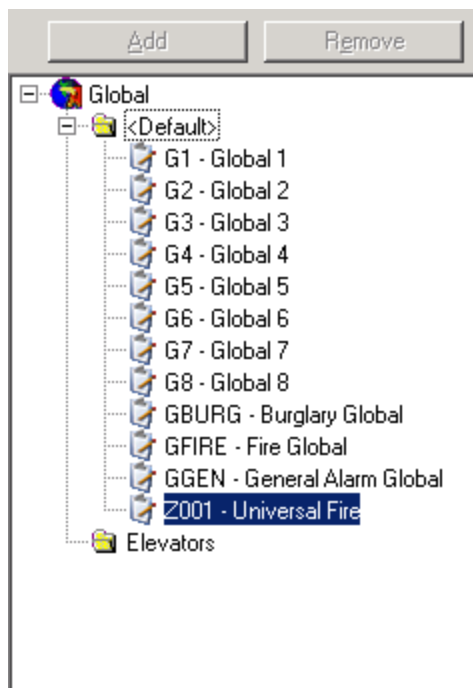 Add Remove
Global
<Default>
G1 - Global 1
G2 - Global 2
G3 - Global 3
G4 - Global 4
G5 - Global 5
G6 - Global 6
G7 - Global 7
G8 - Global 8
GBURG - Burglary Global
GFIRE - Fire Global
GGEN - General Alarm Global
Z001 - Universal Fire
Elevators